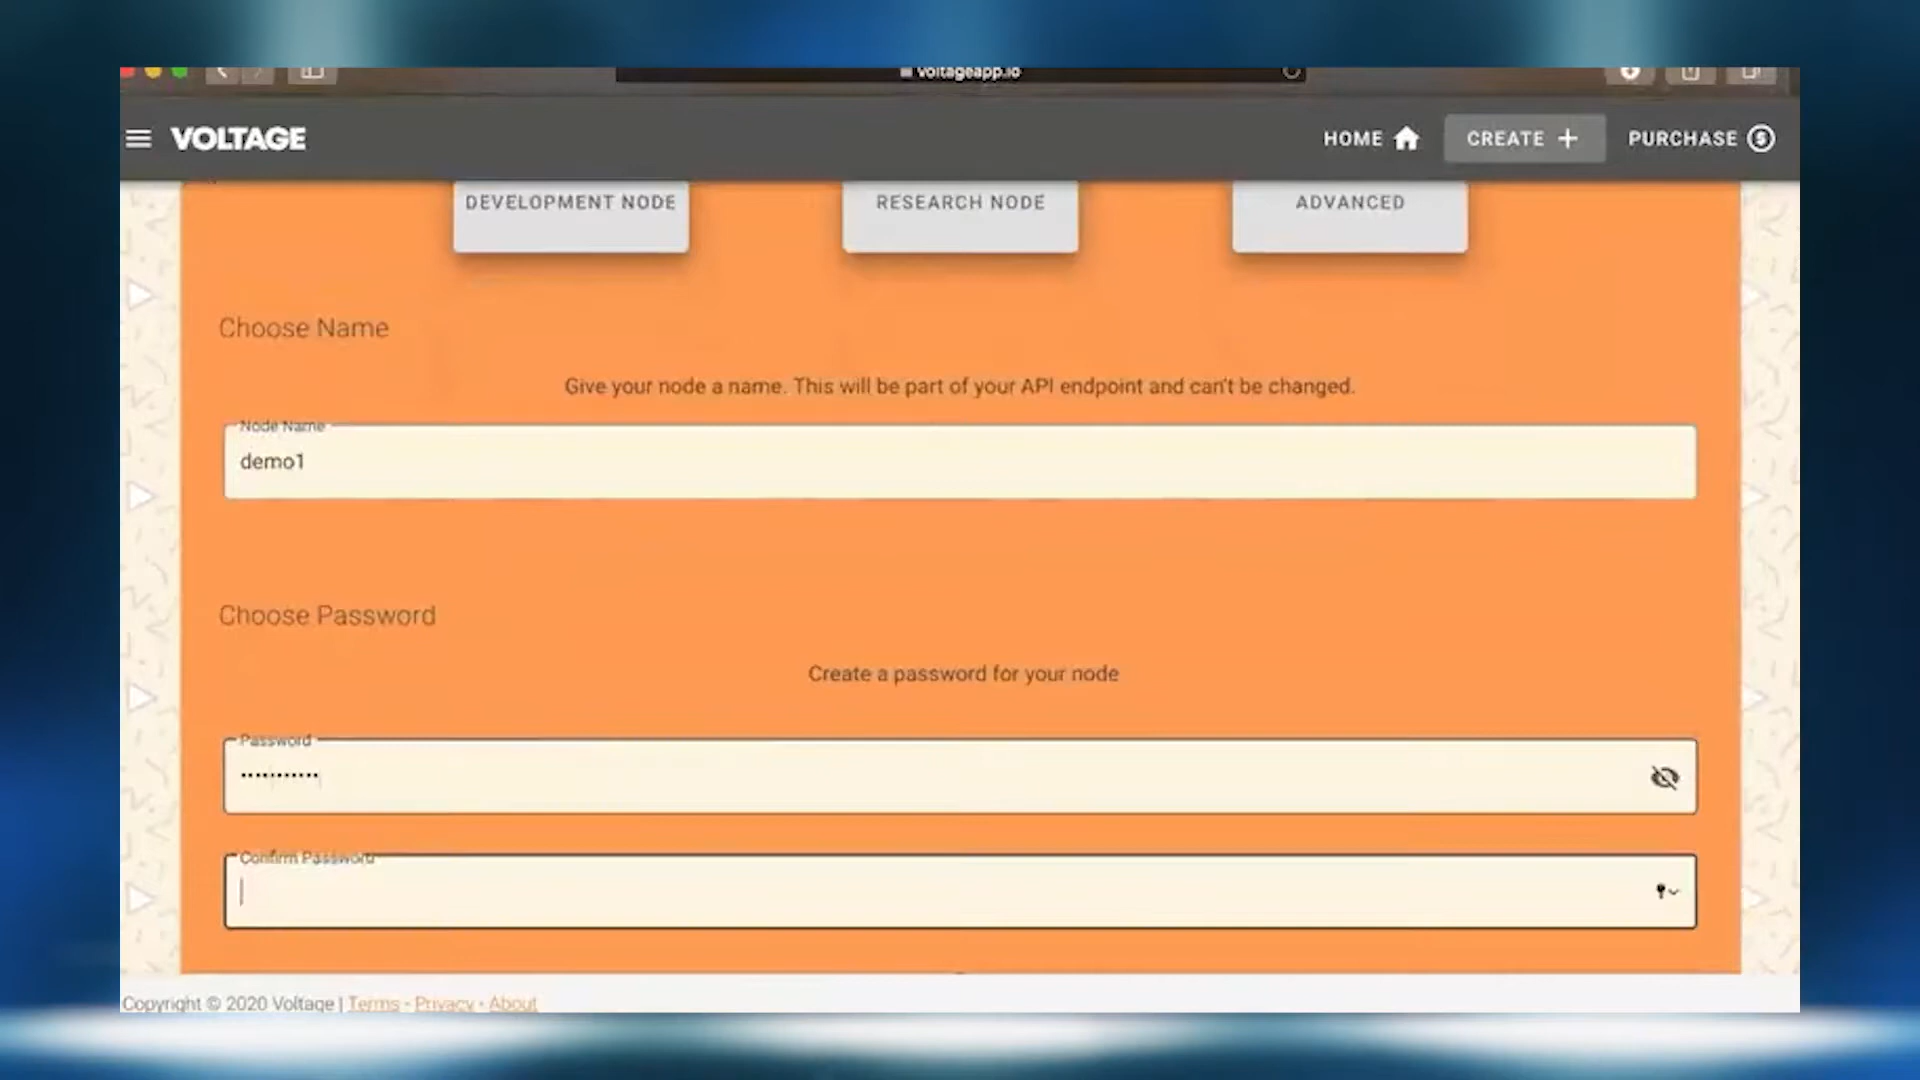 voltageapp.io
VOLTAGE
HOME
CREATE +
PURCHASE
DEVELOPMENT NODE
RESEARCH NODE
ADVANCED
Choose Name
Give your node a name. This will be part of your API endpoint and can't be changed.
Node Name
demo1
Choose Password
Create a password for your node
Password
•••••••••••
Confirm Password
Copyright © 2020 Voltage | Terms - Privacy - About